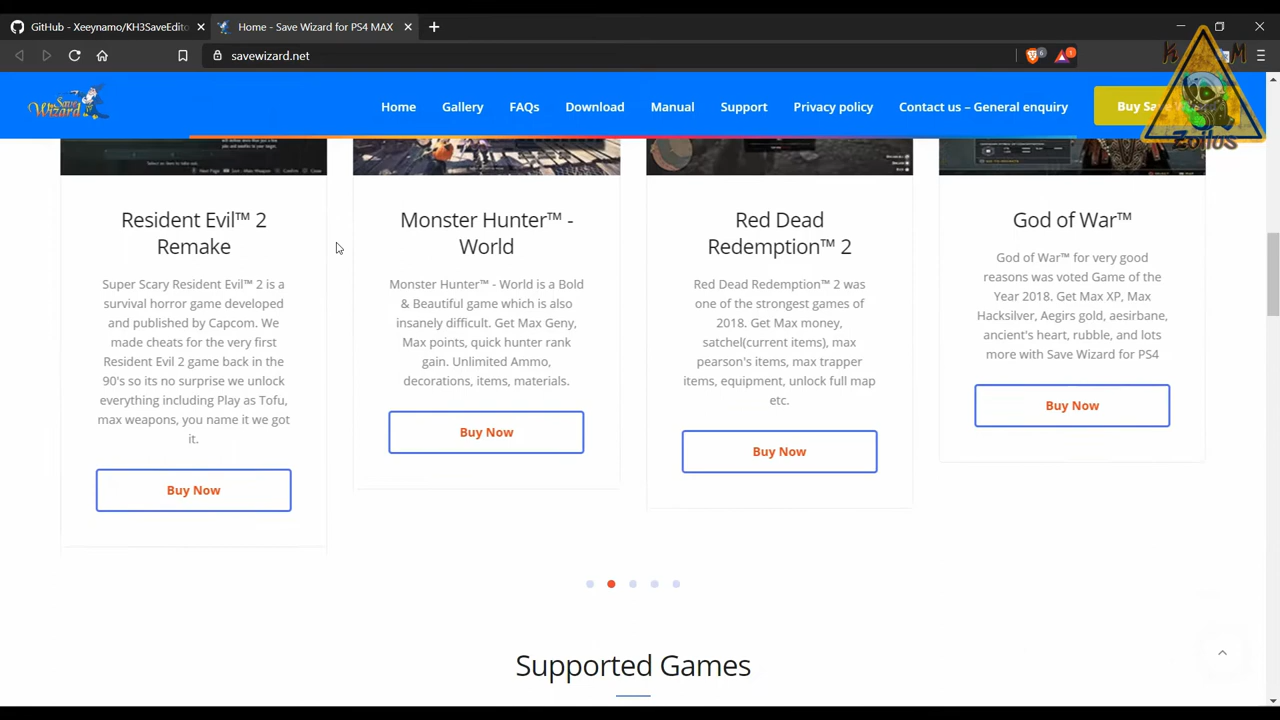 GitHub - Xeeynamo/KH3SaveEdito
Home - Save Wizard for PS4 MAX
savewizard.net
6
1
Save Wizard
Home
Gallery
FAQs
Download
Manual
Support
Privacy policy
Contact us – General enquiry
Buy
Zoilus
Resident Evil™ 2
Remake
Super Scary Resident Evil™ 2 is a
survival horror game developed
and published by Capcom. We
made cheats for the very first
Resident Evil 2 game back in the
90's so its no surprise we unlock
everything including Play as Tofu,
max weapons, you name it we got
it.
Buy Now
Monster Hunter™ -
World
Monster Hunter™ - World is a Bold
& Beautiful game which is also
insanely difficult. Get Max Geny,
Max points, quick hunter rank
gain. Unlimited Ammo,
decorations, items, materials.
Buy Now
Red Dead
Redemption™ 2
Red Dead Redemption™ 2 was
one of the strongest games of
2018. Get Max money,
satchel(current items), max
pearson's items, max trapper
items, equipment, unlock full map
etc.
Buy Now
God of War™
God of War™ for very good
reasons was voted Game of the
Year 2018. Get Max XP, Max
Hacksilver, Aegirs gold, aesirbane,
ancient's heart, rubble, and lots
more with Save Wizard for PS4
Buy Now
Supported Games